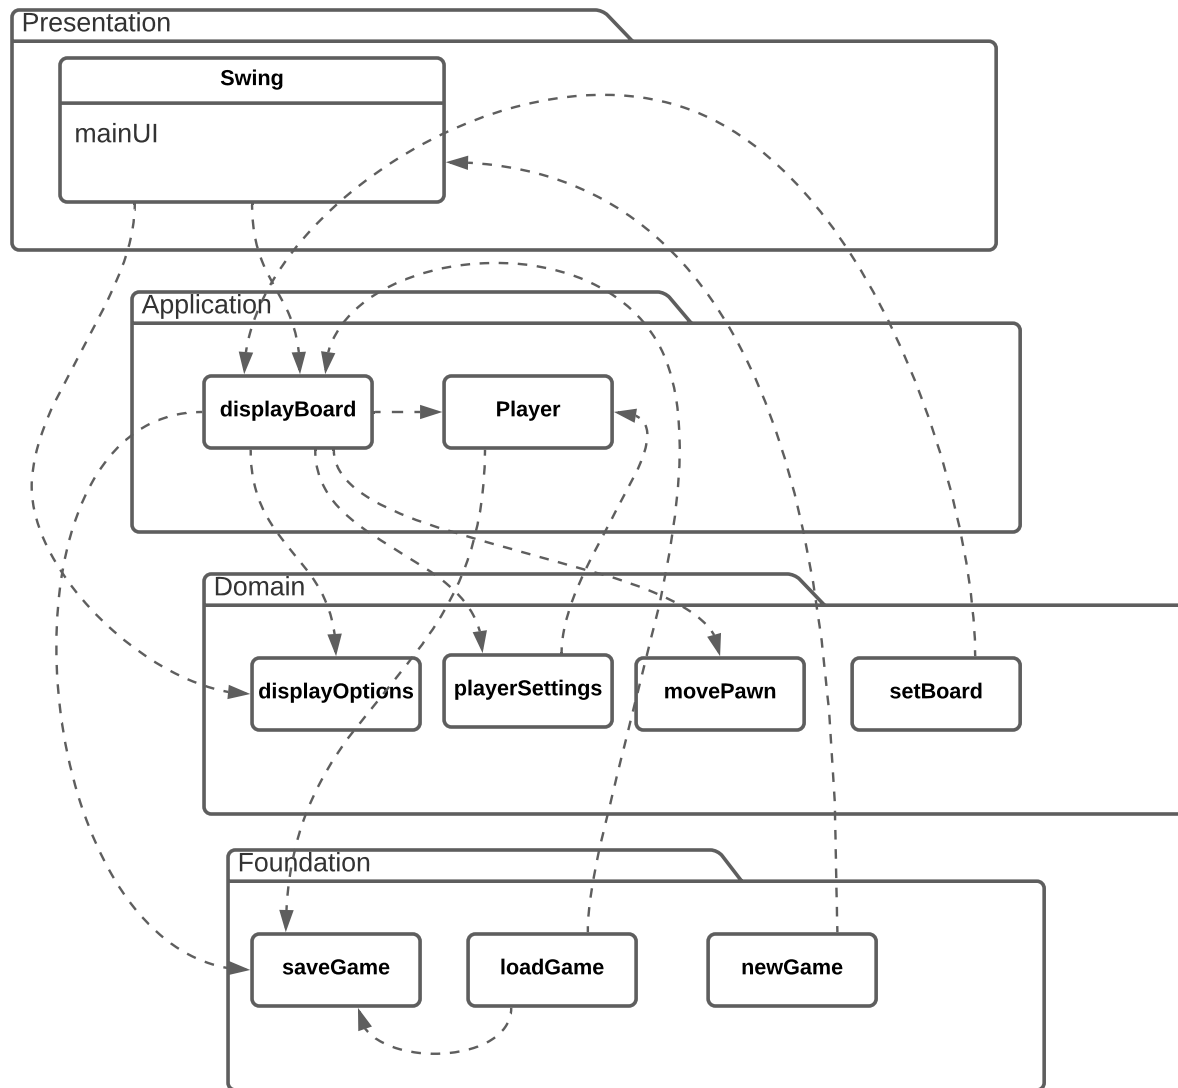 Presentation
Swing
mainUI
Application
displayBoard
Player
Domain
displayOptions
playerSettings
movePawn
setBoard
Foundation
saveGame
loadGame
newGame